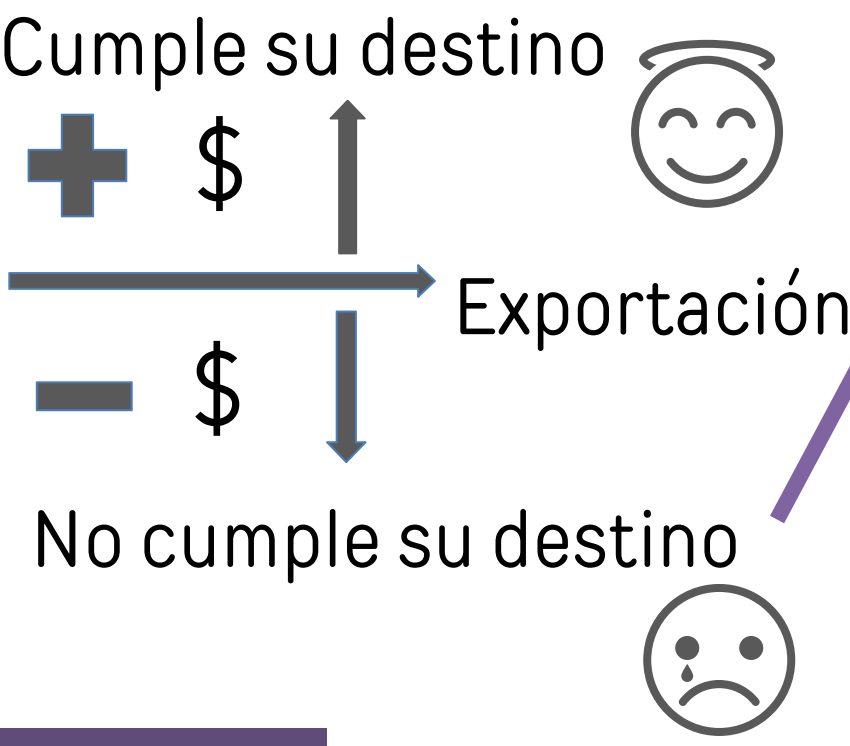 Cumple su destino
$
Exportación
$
No cumple su destino